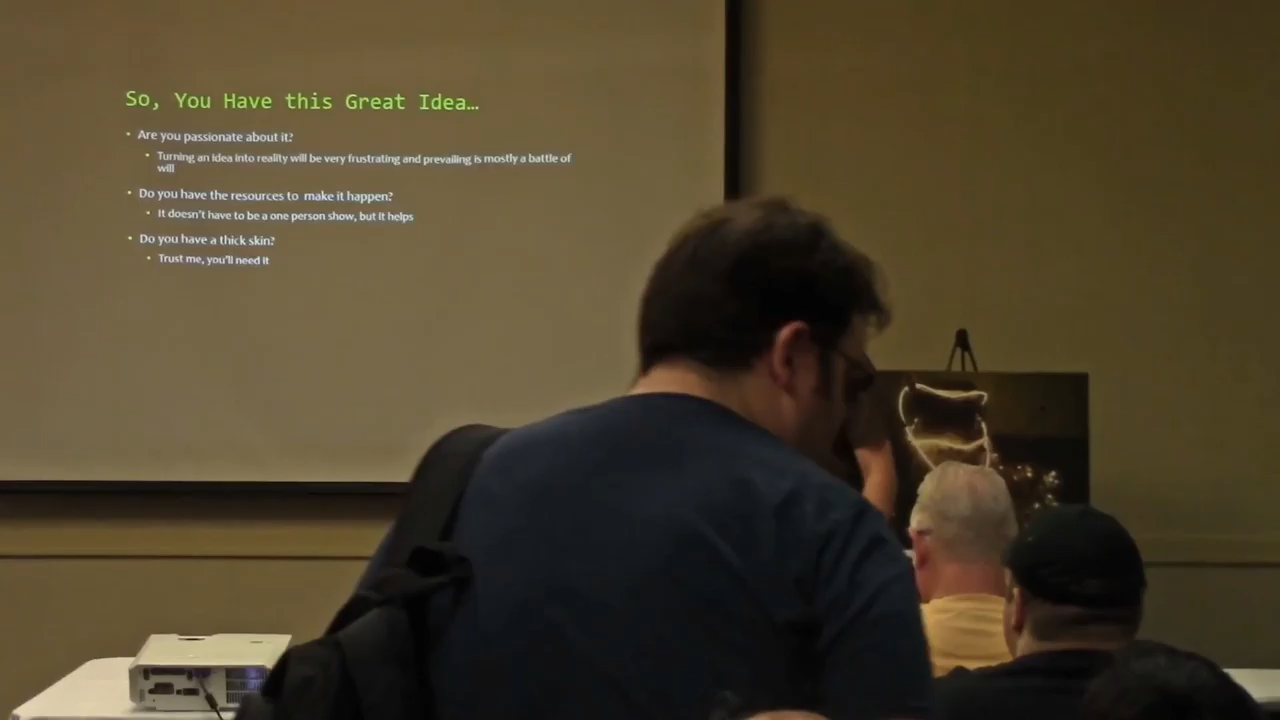 So, You Have this Great Idea…
• Are you passionate about it?
• Turning an idea into reality will be very frustrating and prevailing is mostly a battle of
will
• Do you have the resources to make it happen?
• It doesn't have to be a one person show, but it helps
• Do you have a thick skin?
• Trust me, you'll need it